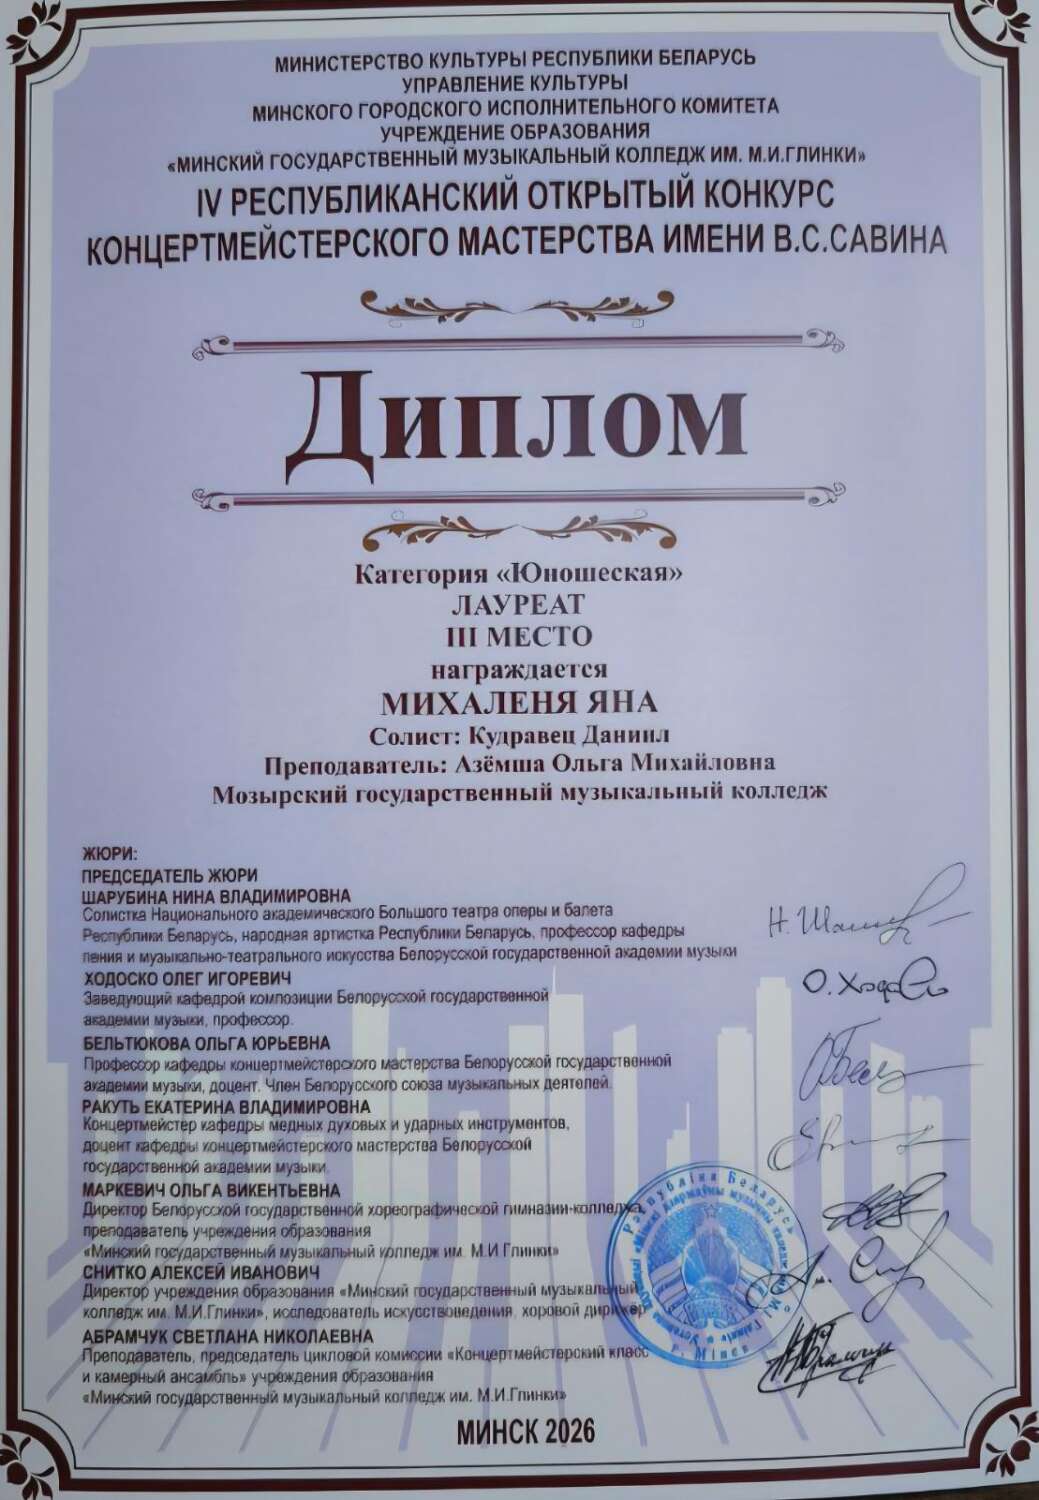 МИНИСТЕРСТВО КУЛЬТУРЫ РЕСПУБЛИКИ БЕЛАРУСЬ
УПРАВЛЕНИЕ КУЛЬТУРЫ
МИНСКОГО ГОРОДСКОГО ИСПОЛНИТЕЛЬНОГО КОМИТЕТА
УЧРЕЖДЕНИЕ ОБРАЗОВАНИЯ
«МИНСКИЙ ГОСУДАРСТВЕННЫЙ МУЗЫКАЛЬНЫЙ КОЛЛЕДЖ ИМ. М.И.ГЛИНКИ»
IV РЕСПУБЛИКАНСКИЙ ОТКРЫТЫЙ КОНКУРС
КОНЦЕРТМЕЙСТЕРСКОГО МАСТЕРСТВА ИМЕНИ В.С.САВИНА
Диплом
Категория «Юношеская»
ЛАУРЕАТ
III МЕСТО
награждается
МИХАЛЕНЯ ЯНА
Солист: Кудравец Даниил
Преподаватель: Азёмша Ольга Михайловна
Мозырский государственный музыкальный колледж
ЖЮРИ:
ПРЕДСЕДАТЕЛЬ ЖЮРИ
ШАРУБИНА НИНА ВЛАДИМИРОВНА
Солистка Национального академического Большого театра оперы и балета
Республики Беларусь, народная артистка Республики Беларусь, профессор кафедры
пения и музыкально-театрального искусства Белорусской государственной академии музыки
ХОДОСКО ОЛЕГ ИГОРЕВИЧ
Заведующий кафедрой композиции Белорусской государственной
академии музыки, профессор.
БЕЛЬТЮКОВА ОЛЬГА ЮРЬЕВНА
Профессор кафедры концертмейстерского мастерства Белорусской государственной
академии музыки, доцент. Член Белорусского союза музыкальных деятелей.
РАКУТЬ ЕКАТЕРИНА ВЛАДИМИРОВНА
Концертмейстер кафедры медных духовых и ударных инструментов,
доцент кафедры концертмейстерского мастерства Белорусской
государственной академии музыки.
МАРКЕВИЧ ОЛЬГА ВИКЕНТЬЕВНА
Директор Белорусской государственной хореографической гимназии-колледжа,
преподаватель учреждения образования
«Минский государственный музыкальный колледж им. М.И Глинки»
СНИТКО АЛЕКСЕЙ ИВАНОВИЧ
Директор учреждения образования «Минский государственный музыкальный
колледж им. М.И.Глинки», исследователь искусствоведения, хоровой дирижер
АБРАМЧУК СВЕТЛАНА НИКОЛАЕВНА
Преподаватель, председатель цикловой комиссии «Концертмейстерский класс
и камерный ансамбль» учреждения образования
«Минский государственный музыкальный колледж им. М.И.Глинки»
Рэспубліка Беларусь
г. Мінск
МИНСК 2026